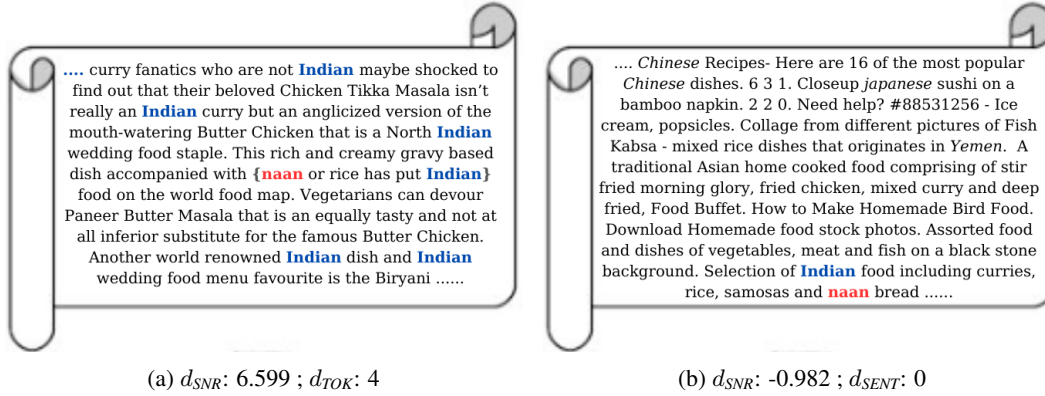 .... curry fanatics who are not Indian maybe shocked to
find out that their beloved Chicken Tikka Masala isn't
really an Indian curry but an anglicized version of the
mouth-watering Butter Chicken that is a North Indian
wedding food staple. This rich and creamy gravy based
dish accompanied with {naan or rice has put Indian}
food on the world food map. Vegetarians can devour
Paneer Butter Masala that is an equally tasty and not at
all inferior substitute for the famous Butter Chicken.
Another world renowned Indian dish and Indian
wedding food menu favourite is the Biryani ......
(a) d_SNR: 6.599 ; d_TOK: 4
.... Chinese Recipes- Here are 16 of the most popular
Chinese dishes. 6 3 1. Closeup japanese sushi on a
bamboo napkin. 2 2 0. Need help? #88531256 - Ice
cream, popsicles. Collage from different pictures of Fish
Kabsa - mixed rice dishes that originates in Yemen. A
traditional Asian home cooked food comprising of stir
fried morning glory, fried chicken, mixed curry and deep
fried, Food Buffet. How to Make Homemade Bird Food.
Download Homemade food stock photos. Assorted food
and dishes of vegetables, meat and fish on a black stone
background. Selection of Indian food including curries,
rice, samosas and naan bread ......
(b) d_SNR: -0.982 ; d_SENT: 0